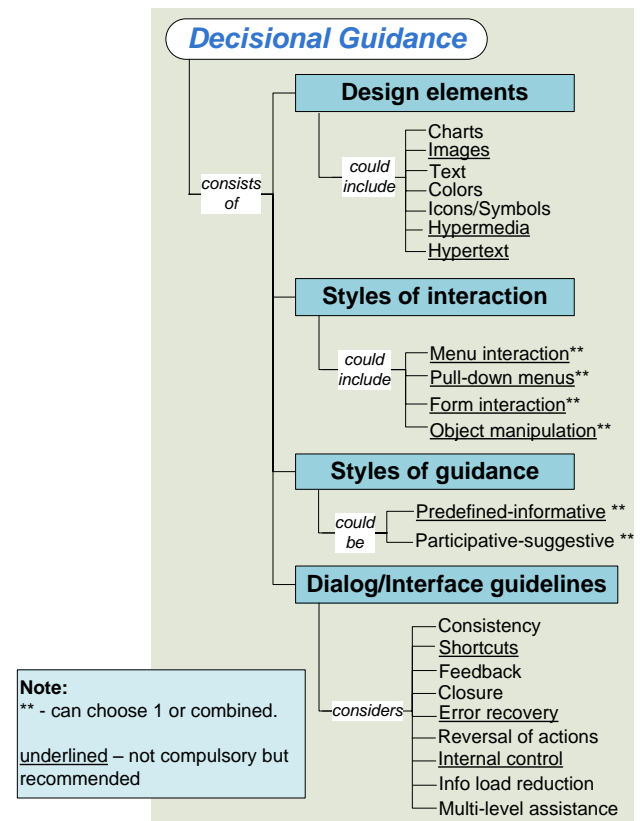 Decisional Guidance
Design elements
could
include
Charts
Images
Text
Colors
Icons/Symbols
Hypermedia
Hypertext
consists
of
Styles of interaction
could
include
Menu interaction**
Pull-down menus**
Form interaction**
Object manipulation**
Styles of guidance
could
be
Predefined-informative **
Participative-suggestive **
Dialog/Interface guidelines
considers
Consistency
Shortcuts
Feedback
Closure
Error recovery
Reversal of actions
Internal control
Info load reduction
Multi-level assistance
Note:
** - can choose 1 or combined.
underlined – not compulsory but
recommended